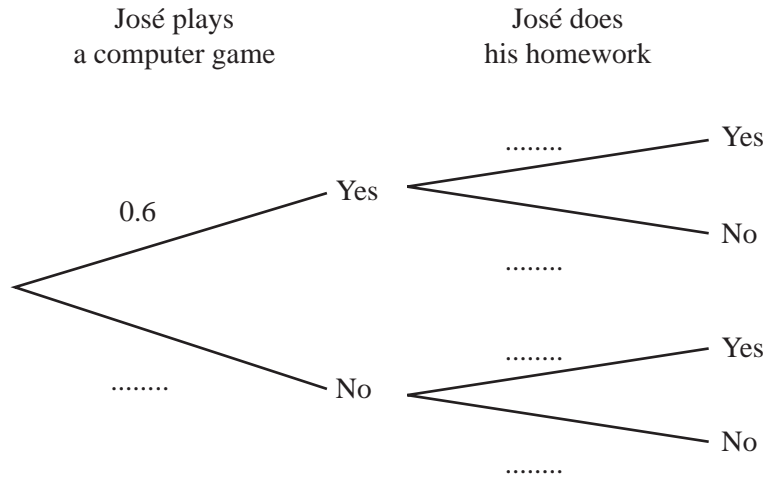 José plays
a computer game
José does
his homework
........
Yes
0.6
Yes
No
........
........
Yes
........
No
No
........